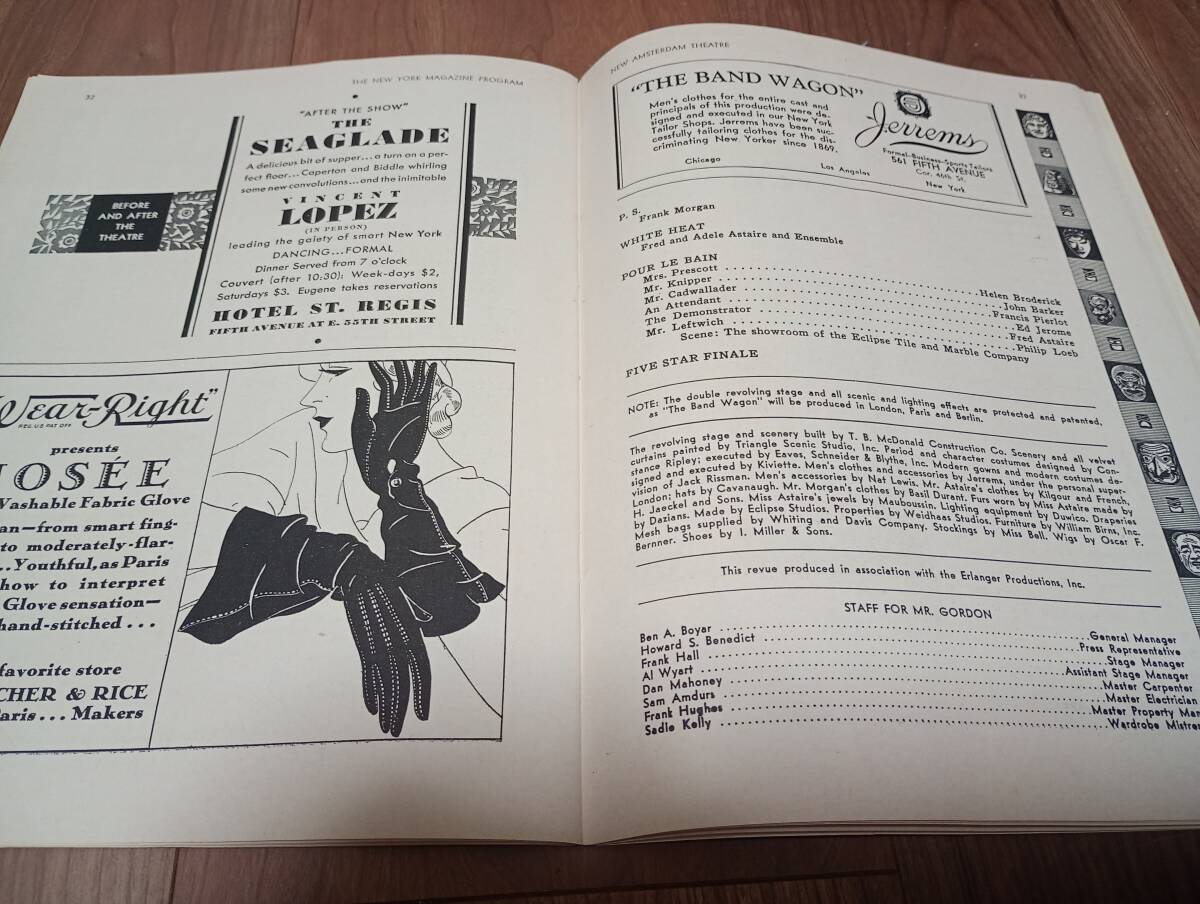 32
THE NEW YORK MAGAZINE PROGRAM
BEFORE
AND AFTER
THE
THEATRE
"AFTER THE SHOW"
THE
SEAGLADE
A delicious bit of supper...a turn on a per-
fect floor...Caperton and Biddle whirling
some new convolutions...and the inimitable
VINCENT
LOPEZ
(IN PERSON)
leading the gaiety of smart New York
DANCING...FORMAL
Dinner Served from 7 o'clock
Couvert (after 10:30): Week-days $2,
Saturdays $3. Eugene takes reservations
HOTEL ST. REGIS
FIFTH AVENUE AT E. 55TH STREET
Wear-Right"
REG. U.S. PAT. OFF.
presents
JOSÉE
Washable Fabric Glove
an—from smart fing-
to moderately-flar-
...Youthful, as Paris
how to interpret
Glove sensation—
hand-stitched...
favorite store
CHER & RICE
Paris... Makers
NEW AMSTERDAM THEATRE
"THE BAND WAGON"
Men's clothes for the entire cast and
principals of this production were de-
signed and executed in our New York
Tailor Shops. Jerrems have been suc-
cessfully tailoring clothes for the dis-
criminating New Yorker since 1869.
Jerrems
Formal-Business-Sports Tailors
561 FIFTH AVENUE
Cor. 46th St.
Chicago Los Angeles New York
P. S.
Frank Morgan
WHITE HEAT
Fred and Adele Astaire and Ensemble
POUR LE BAIN
Mrs. Prescott ........ Helen Broderick
Mr. Knipper ........ John Barker
Mr. Cadwallader ........ Francis Pierlot
An Attendant ........ Ed Jerome
The Demonstrator ........ Fred Astaire
Mr. Leftwich ........ Philip Loeb
Scene: The showroom of the Eclipse Tile and Marble Company
FIVE STAR FINALE
NOTE: The double revolving stage and all scenic and lighting effects are protected and patented,
as "The Band Wagon" will be produced in London, Paris and Berlin.
The revolving stage and scenery built by T. B. McDonald Construction Co. Scenery and all velvet
curtains painted by Triangle Scenic Studio, Inc. Period and character costumes designed by Con-
stance Ripley; executed by Eaves, Schneider & Blythe, Inc. Modern gowns and modern costumes de-
signed and executed by Kiviette. Men's clothes and accessories by Jerrems, under the personal super-
vision of Jack Rissman. Men's accessories by Nat Lewis. Mr. Astaire's clothes by Kilgour and French,
London; hats by Cavanaugh. Mr. Morgan's clothes by Basil Durant. Furs worn by Miss Astaire made by
H. Jaeckel and Sons. Miss Astaire's jewels by Mauboussin. Lighting equipment by Duwico. Draperies
by Dazians. Made by Eclipse Studios. Properties by Weidhaas Studios. Furniture by William Birns, Inc.
Mesh bags supplied by Whiting and Davis Company. Stockings by Miss Bell. Wigs by Oscar F.
Bernner. Shoes by I. Miller & Sons.
This revue produced in association with the Erlanger Productions, Inc.
STAFF FOR MR. GORDON
Ben A. Boyar ........ General Manager
Howard S. Benedict ........ Press Representative
Frank Hall ........ Stage Manager
Al Wyart ........ Assistant Stage Manager
Dan Mahoney ........ Master Carpenter
Sam Amdurs ........ Master Electrician
Frank Hughes ........ Master Property Man
Sadie Kelly ........ Wardrobe Mistres